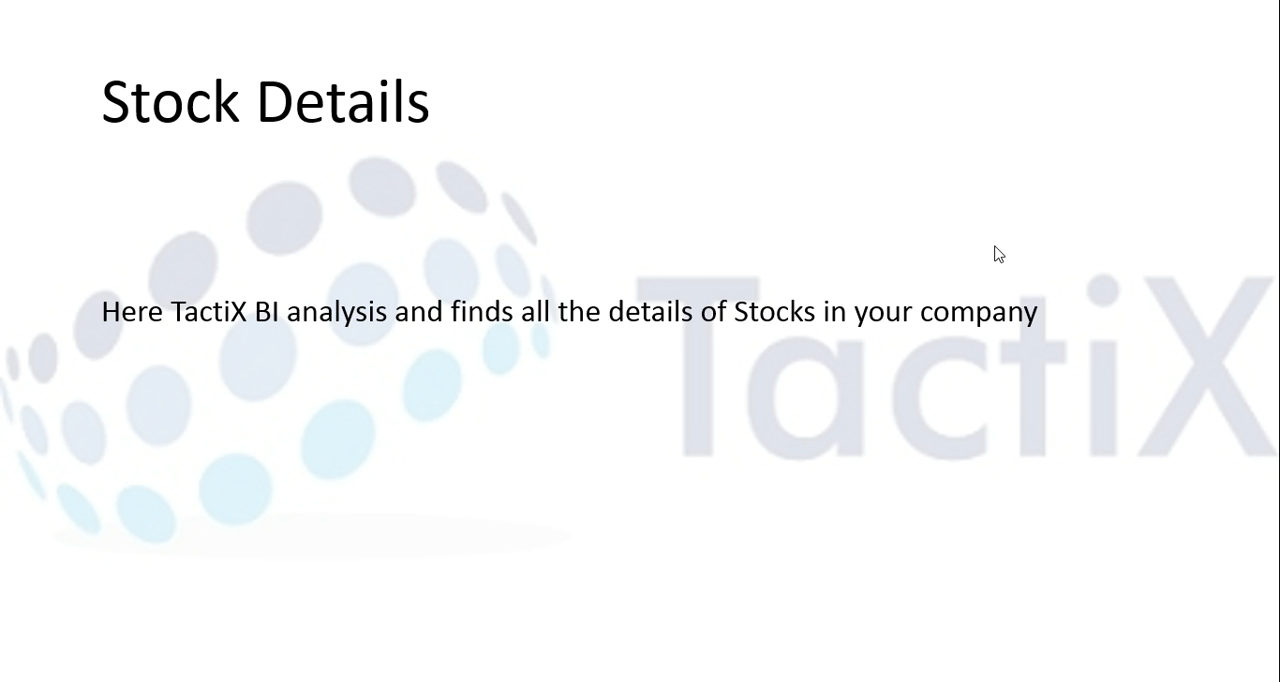 Stock Details
Here TactiX BI analysis and finds all the details of Stocks in your company
TactiX